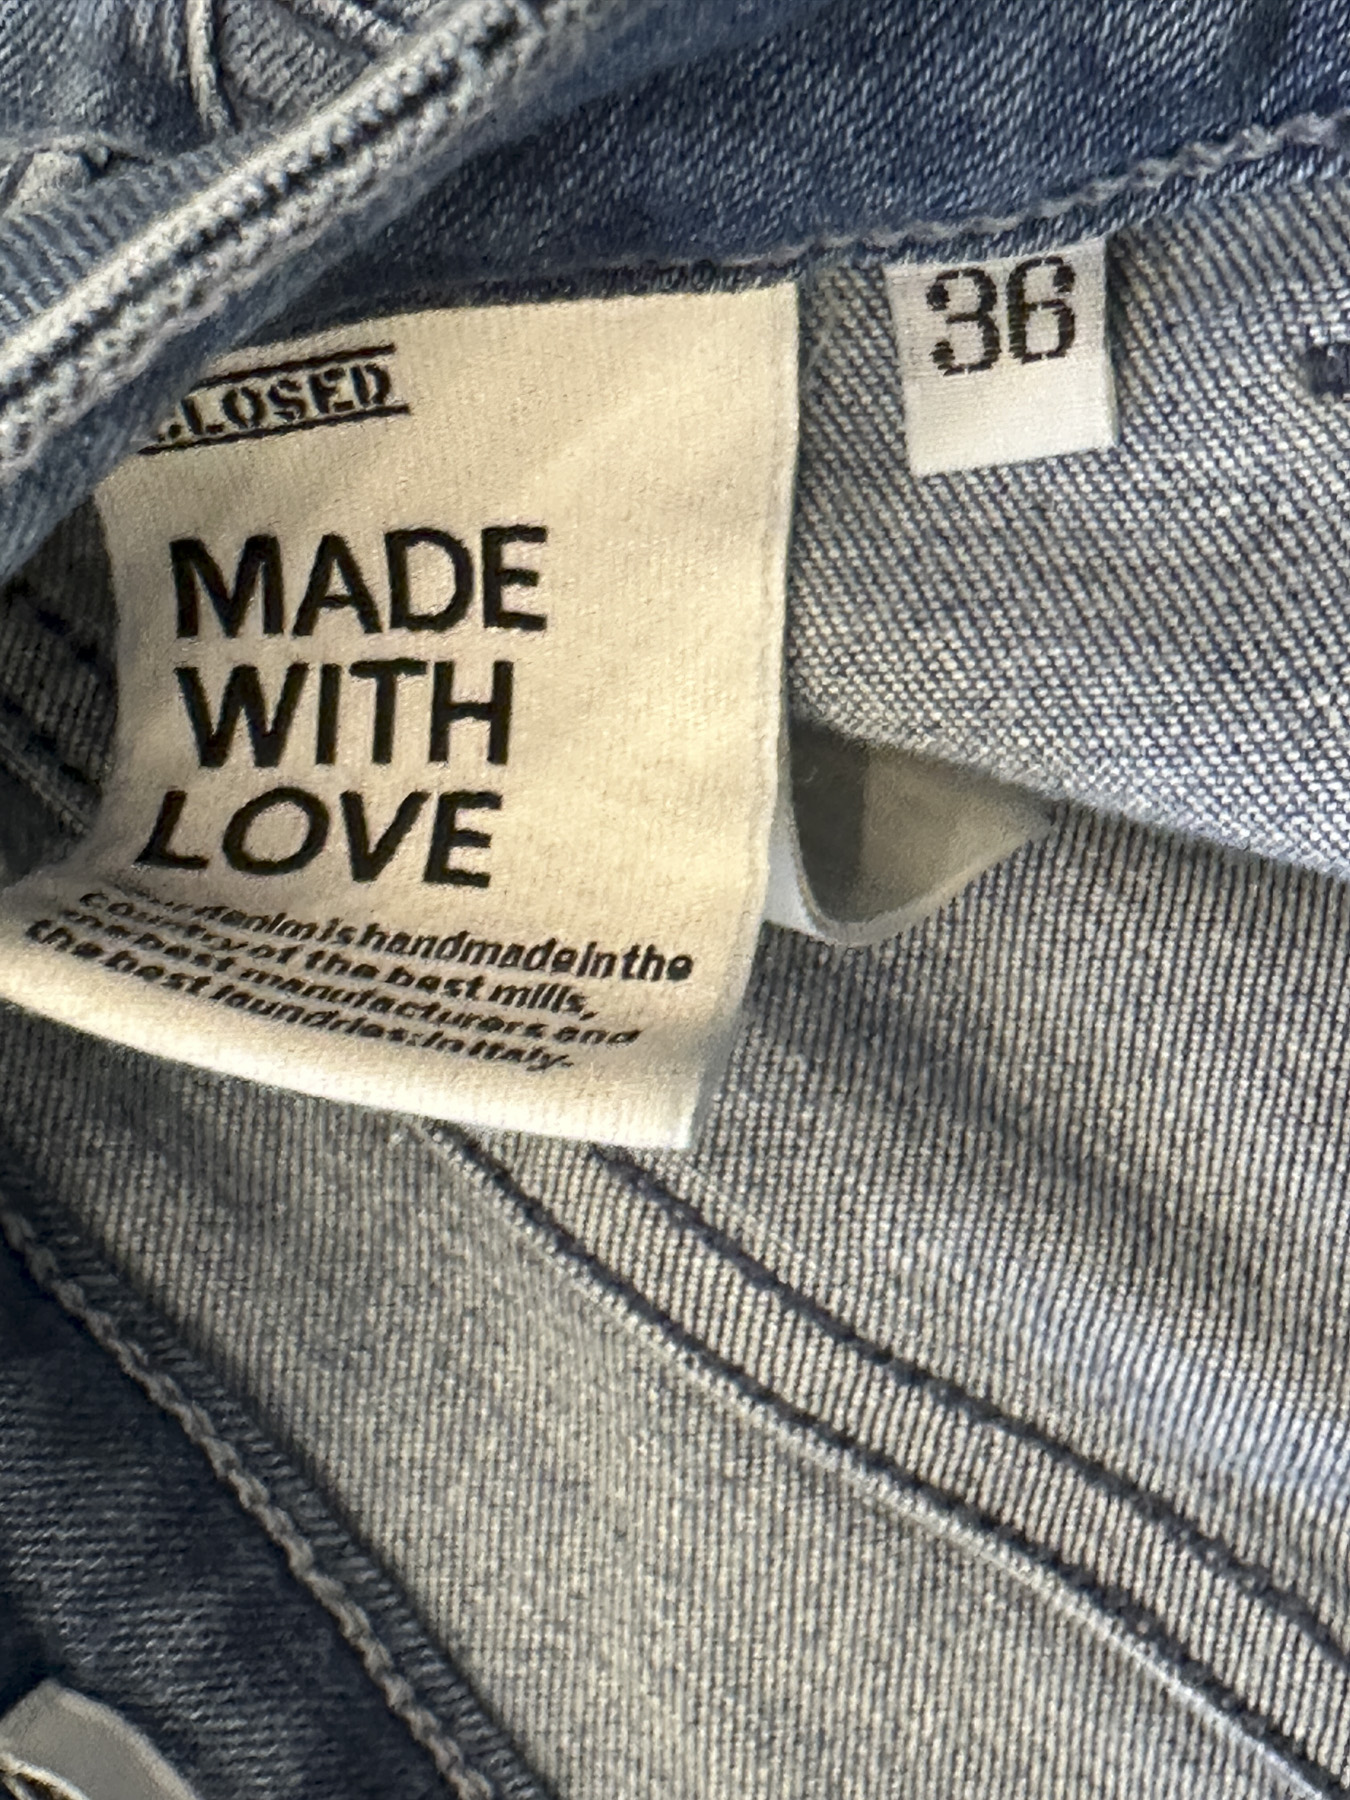 CLOSED
36
MADE
WITH
LOVE
Our denim is handmade in the
country of the best mills,
the best manufacturers and
the best laundries: in Italy.